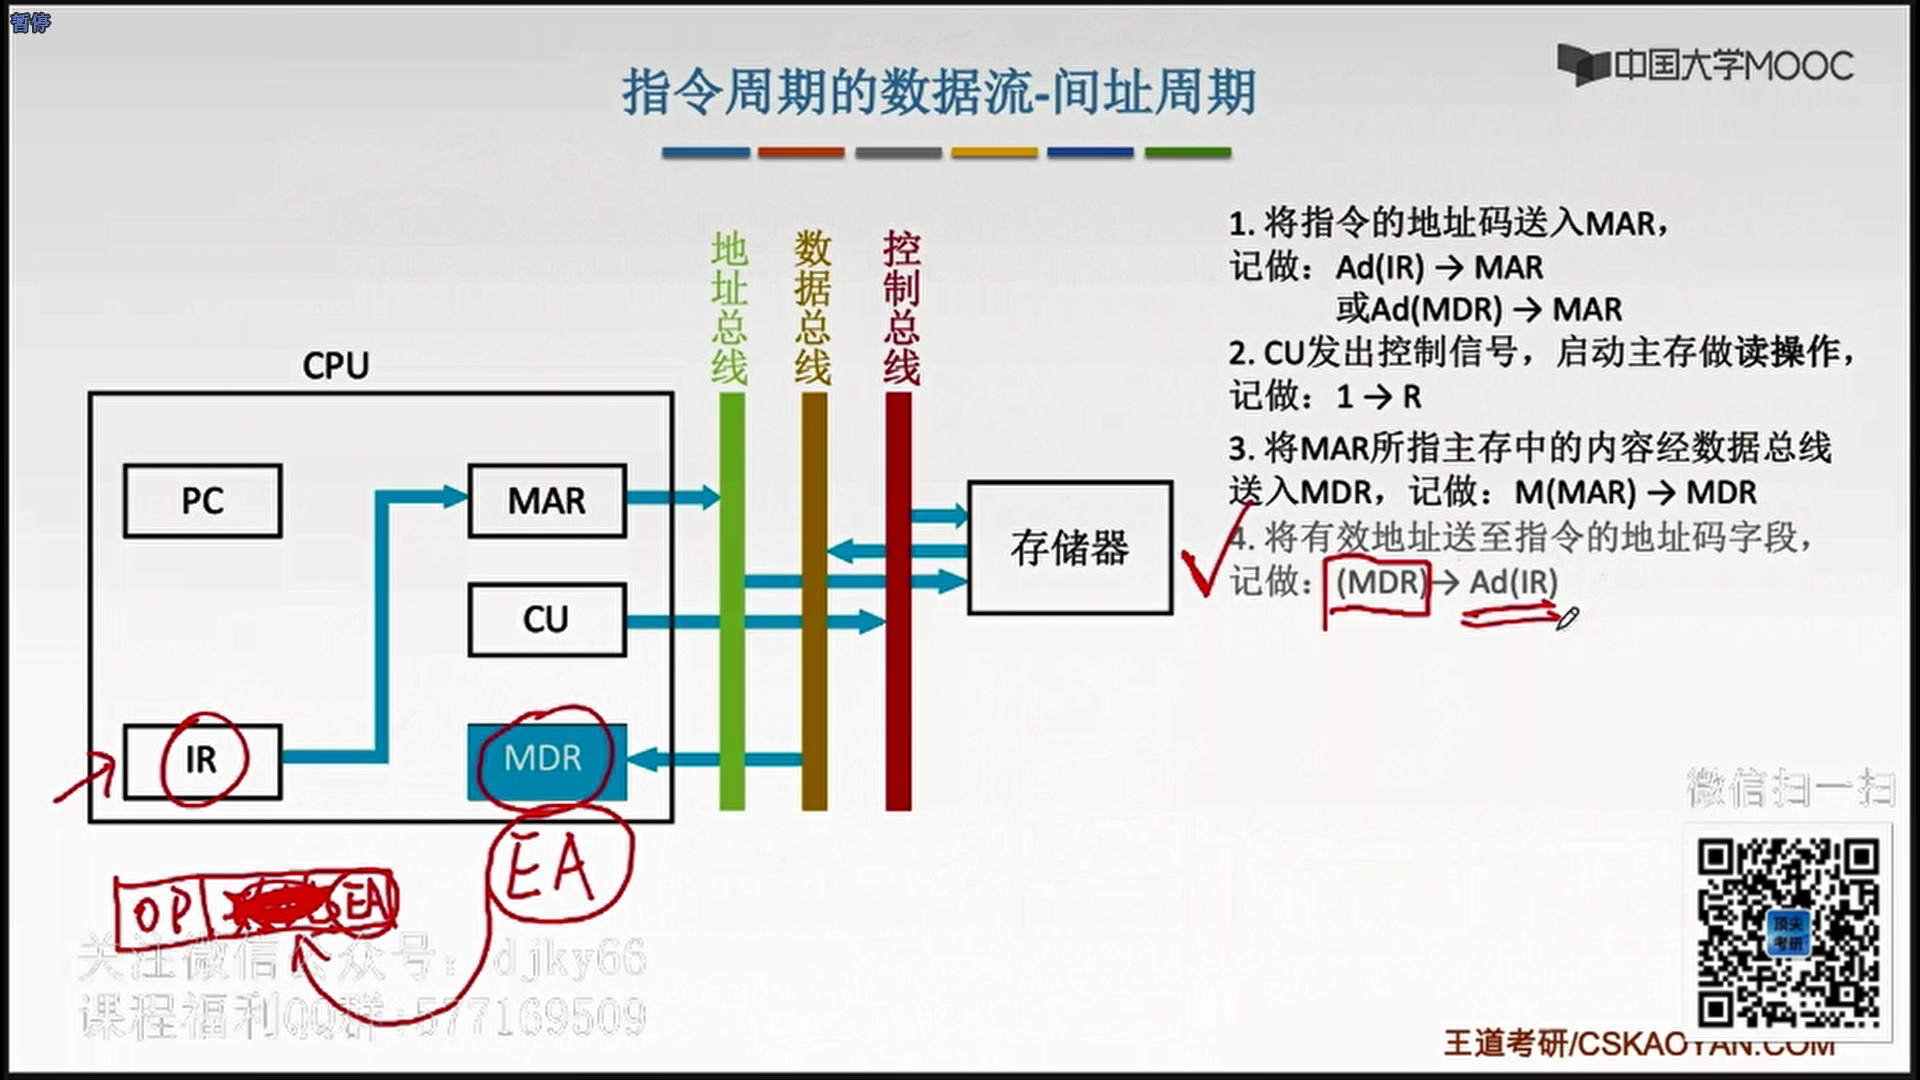 暂停
中国大学MOOC
指令周期的数据流-间址周期
地址总线
数据总线
控制总线
CPU
PC
MAR
CU
IR
MDR
存储器
1. 将指令的地址码送入MAR，
记做：Ad(IR) → MAR
或Ad(MDR) → MAR
2. CU发出控制信号，启动主存做读操作，
记做：1 → R
3. 将MAR所指主存中的内容经数据总线
送入MDR，记做：M(MAR) → MDR
4. 将有效地址送至指令的地址码字段，
记做：(MDR)→ Ad(IR)
EA
OP
EA
关注微信公众号：djky66
课程福利QQ群:577169509
微信扫一扫
顶尖
考研
王道考研/CSKAOYAN.COM